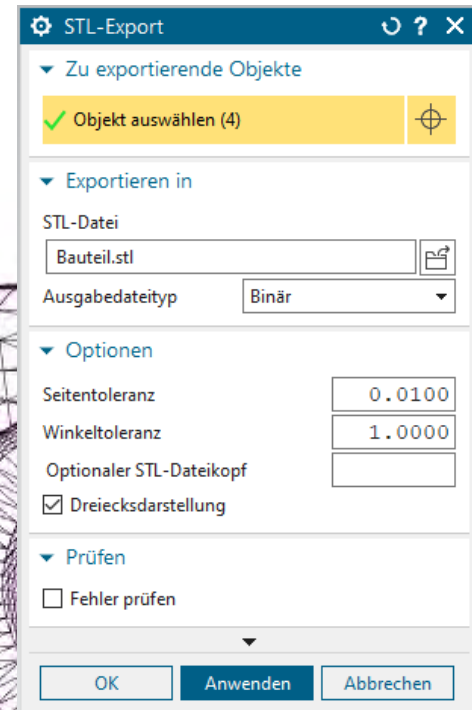 STL-Export
Zu exportierende Objekte
Objekt auswählen (4)
Exportieren in
STL-Datei
Bauteil.stl
Ausgabedateityp Binär
Optionen
Seitentoleranz 0.0100
Winkeltoleranz 1.0000
Optionaler STL-Dateikopf
Dreiecksdarstellung
Prüfen
Fehler prüfen
OK Anwenden Abbrechen